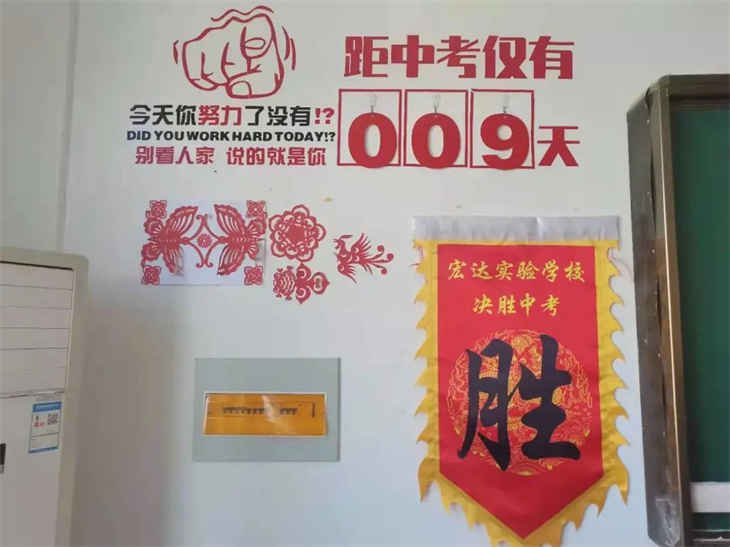 距中考仅有
009天
今天你努力了没有!?
DID YOU WORK HARD TODAY!?
别看人家 说的就是你
宏达实验学校
决胜中考
胜